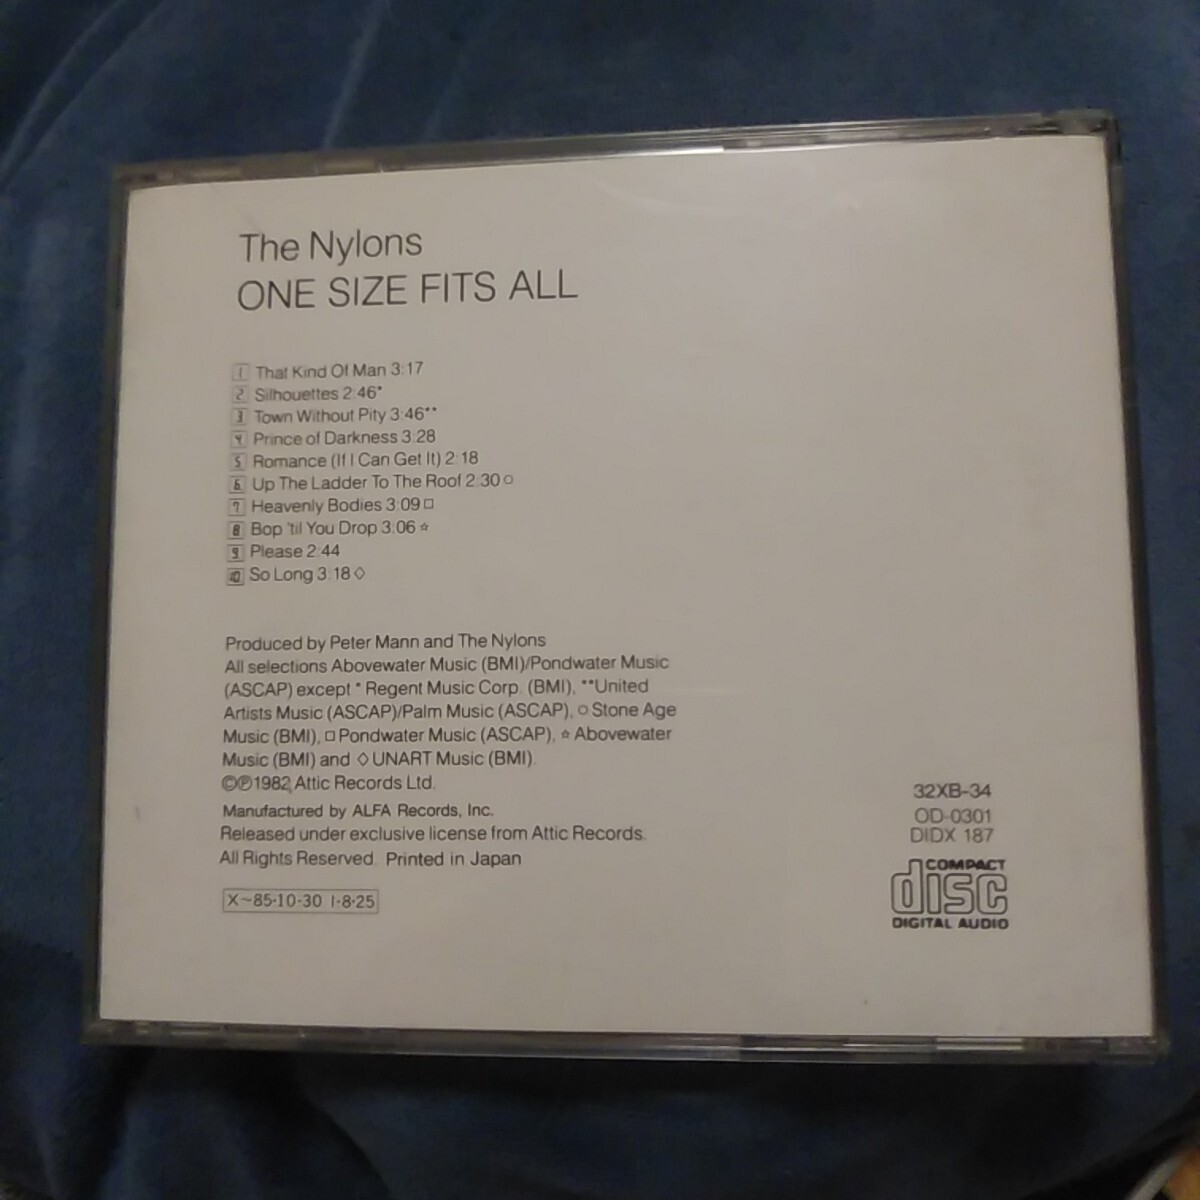 The Nylons
ONE SIZE FITS ALL
1 That Kind Of Man 3:17
2 Silhouettes 2:46*
3 Town Without Pity 3:46**
4 Prince of Darkness 3:28
5 Romance (If I Can Get It) 2:18
6 Up The Ladder To The Roof 2:30 ○
7 Heavenly Bodies 3:09 □
8 Bop 'til You Drop 3:06 ☆
9 Please 2:44
10 So Long 3:18 ◇
Produced by Peter Mann and The Nylons
All selections Abovewater Music (BMI)/Pondwater Music
(ASCAP) except * Regent Music Corp. (BMI), **United
Artists Music (ASCAP)/Palm Music (ASCAP), ○ Stone Age
Music (BMI), □ Pondwater Music (ASCAP), ☆ Abovewater
Music (BMI) and ◇ UNART Music (BMI).
©℗1982, Attic Records Ltd.
Manufactured by ALFA Records, Inc.
Released under exclusive license from Attic Records.
All Rights Reserved. Printed in Japan
X~85·10·30 1·8·25
32XB-34
OD-0301
DIDX 187
COMPACT
disc
DIGITAL AUDIO